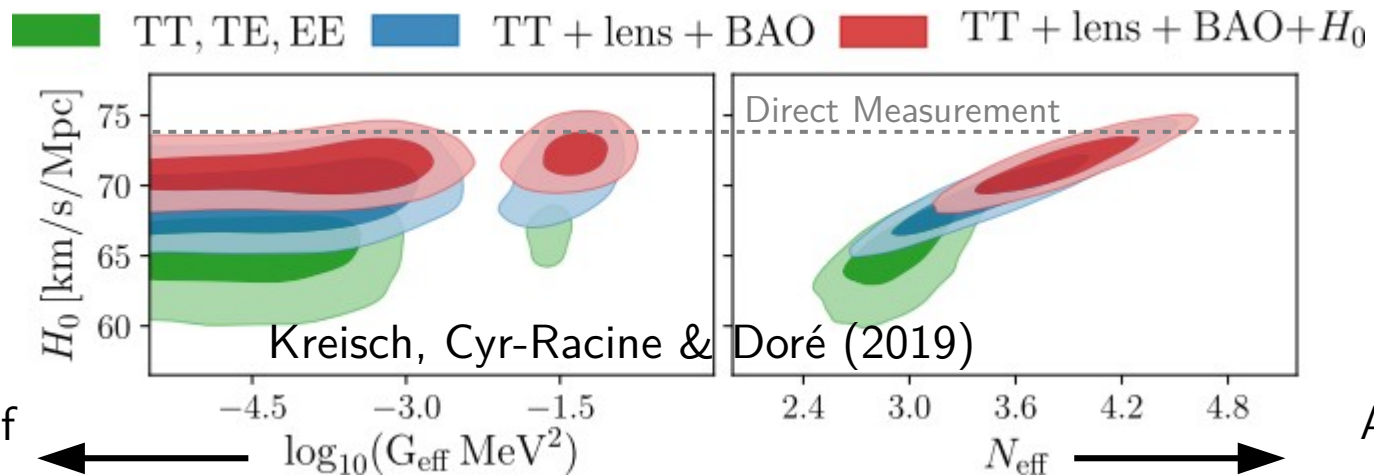 TT, TE, EE TT + lens + BAO TT + lens + BAO+H₀
H₀ [km/s/Mpc]
75
70
65
60
Direct Measurement
Kreisch, Cyr-Racine & Doré (2019)
−4.5 −3.0 −1.5 2.4 3.0 3.6 4.2 4.8
f log₁₀(G_eff MeV²) N_eff A